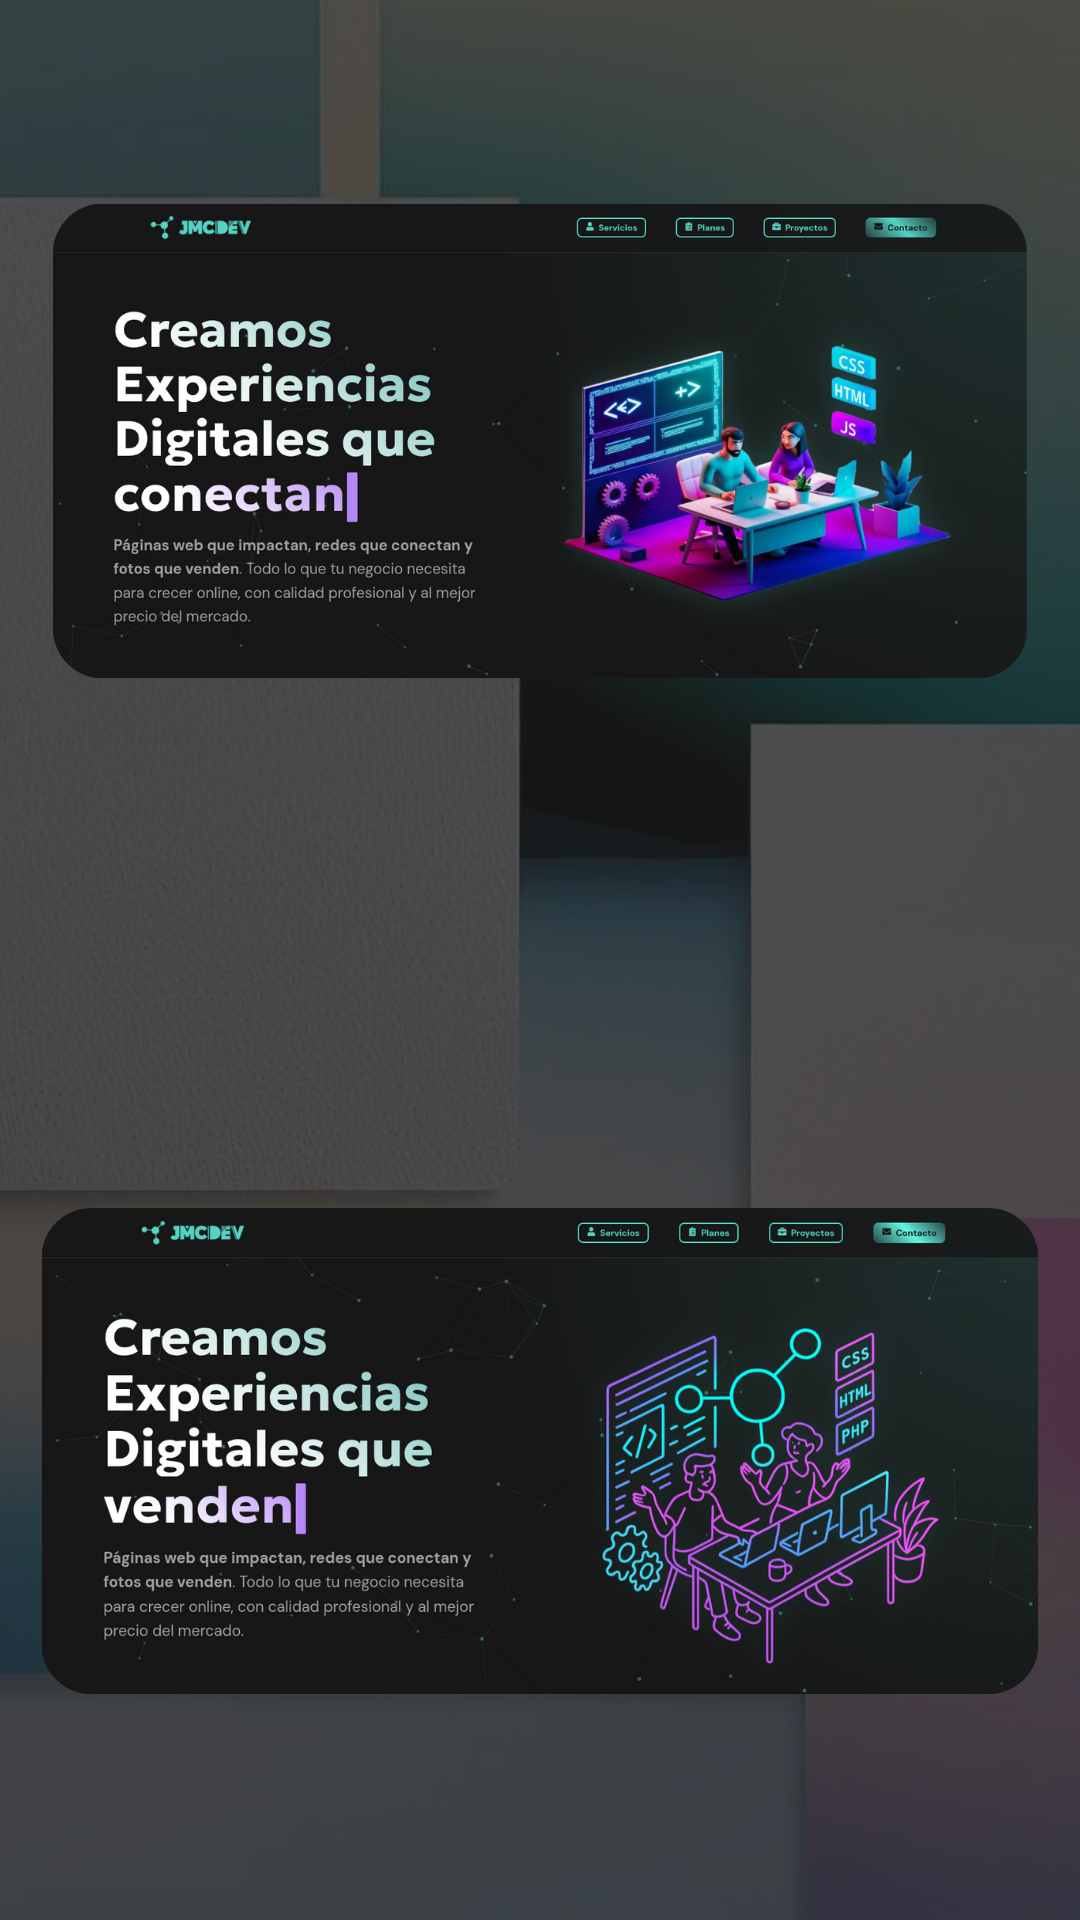 JMCDEV
Servicios
Planes
Proyectos
Contacto
Creamos
Experiencias
Digitales que
conectan
Páginas web que impactan, redes que conectan y
fotos que venden. Todo lo que tu negocio necesita
para crecer online, con calidad profesional y al mejor
precio del mercado.
CSS
HTML
JS
JMCDEV
Servicios
Planes
Proyectos
Contacto
Creamos
Experiencias
Digitales que
venden
Páginas web que impactan, redes que conectan y
fotos que venden. Todo lo que tu negocio necesita
para crecer online, con calidad profesional y al mejor
precio del mercado.
</>
CSS
HTML
PHP